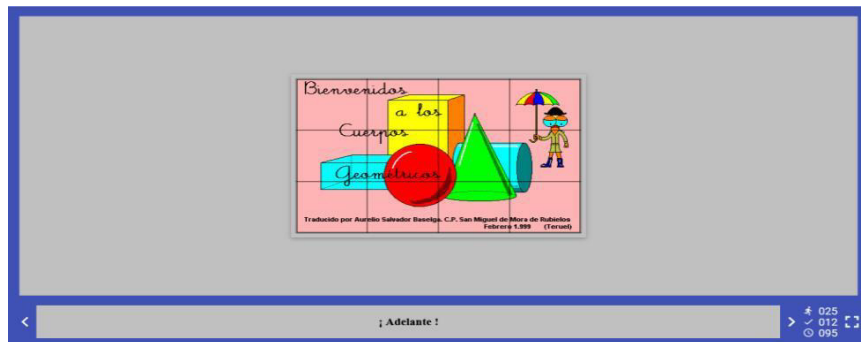 Bienvenidos
a los
Cuerpos
Geométricos
Traducido por Aurelio Salvador Baselga. C.P. San Miguel de Mora de Rubielos
Febrero 1.999 (Teruel)
¡ Adelante !
025
012
095